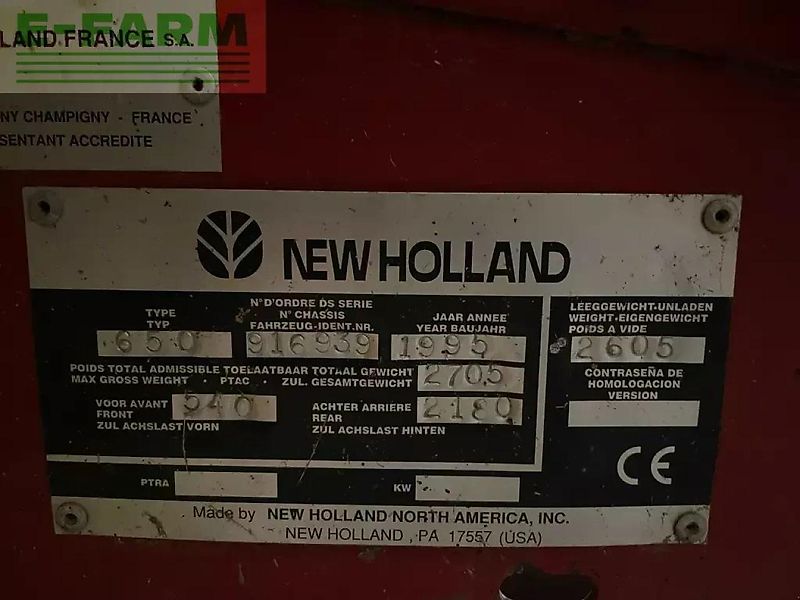 E-FARM
LAND FRANCE S.A.
NY CHAMPIGNY - FRANCE
SENTANT ACCREDITE
NEW HOLLAND
TYPE
TYP
650
N°D'ORDRE DS SERIE
N° CHASSIS
FAHRZEUG-IDENT.NR.
916939
JAAR ANNEE
YEAR BAUJAHR
1995
LEEGGEWICHT-UNLADEN
WEIGHT-EIGENGEWICHT
POIDS A VIDE
2605
POIDS TOTAL ADMISSIBLE TOELAATBAAR TOTAAL GEWICHT
MAX GROSS WEIGHT . PTAC . ZUL. GESAMTGEWICHT
2705
CONTRASEÑA DE
HOMOLOGACION
VERSION
VOOR AVANT
FRONT
ZUL ACHSLAST VORN
540
ACHTER ARRIERE
REAR
ZUL ACHSLAST HINTEN
2180
PTRA
KW
CE
Made by NEW HOLLAND NORTH AMERICA, INC.
NEW HOLLAND , PA 17557 (USA)